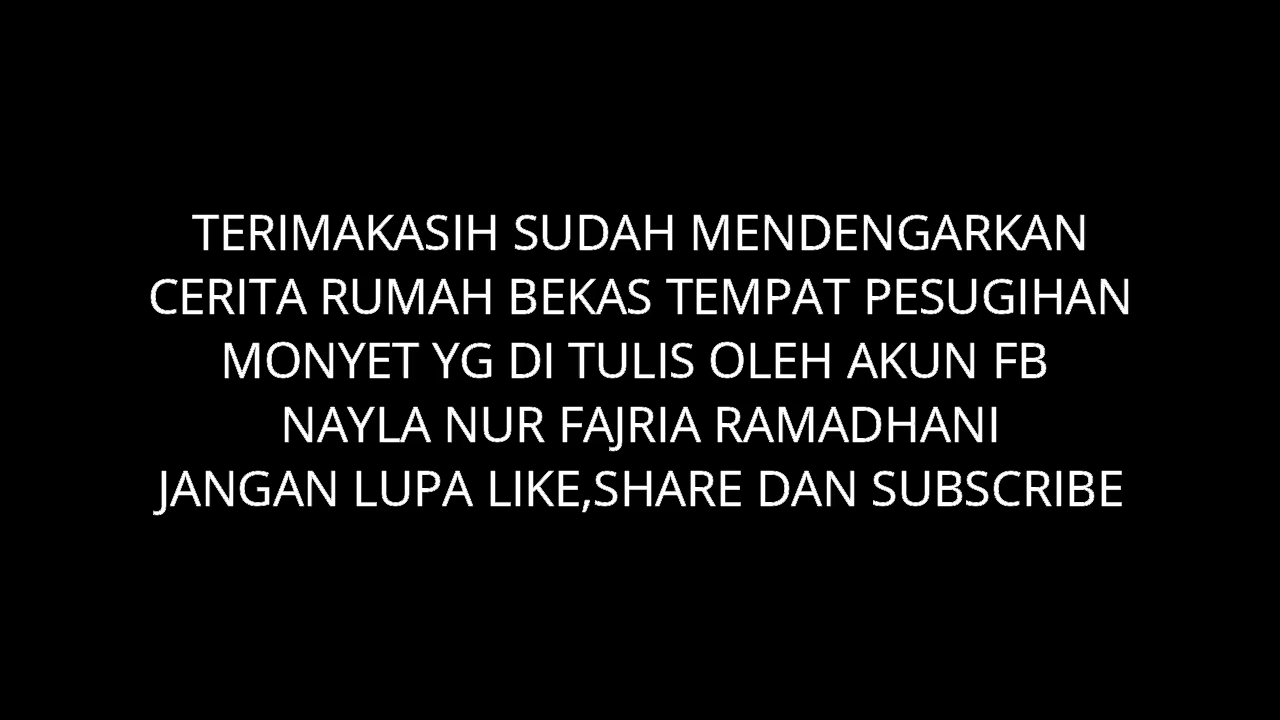 TERIMAKASIH SUDAH MENDENGARKAN
CERITA RUMAH BEKAS TEMPAT PESUGIHAN
MONYET YG DI TULIS OLEH AKUN FB
NAYLA NUR FAJRIA RAMADHANI
JANGAN LUPA LIKE,SHARE DAN SUBSCRIBE